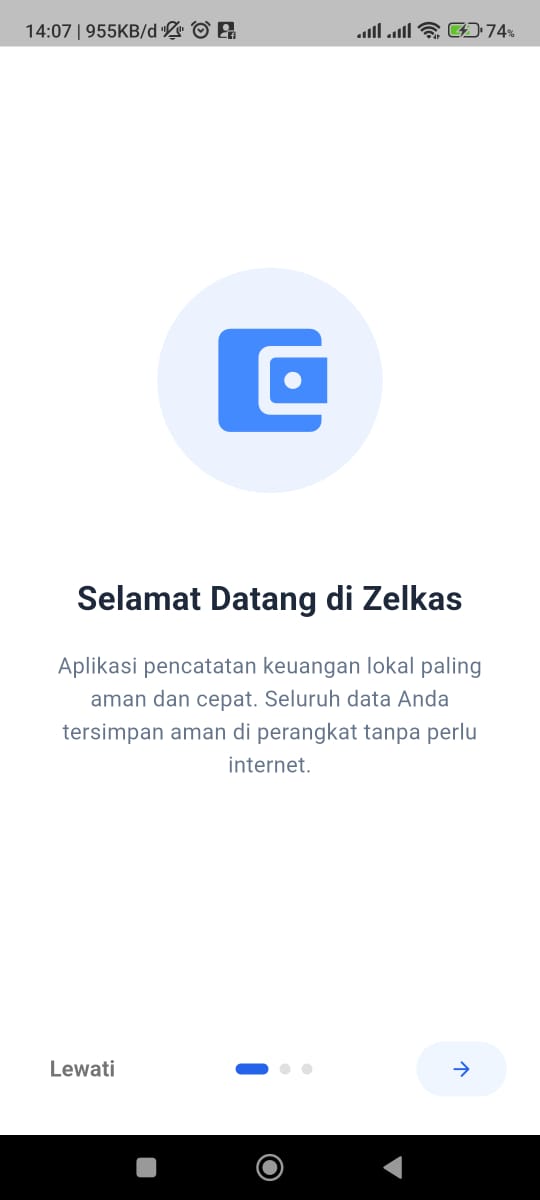 14:07 | 955KB/d
74%
Selamat Datang di Zelkas
Aplikasi pencatatan keuangan lokal paling
aman dan cepat. Seluruh data Anda
tersimpan aman di perangkat tanpa perlu
internet.
Lewati